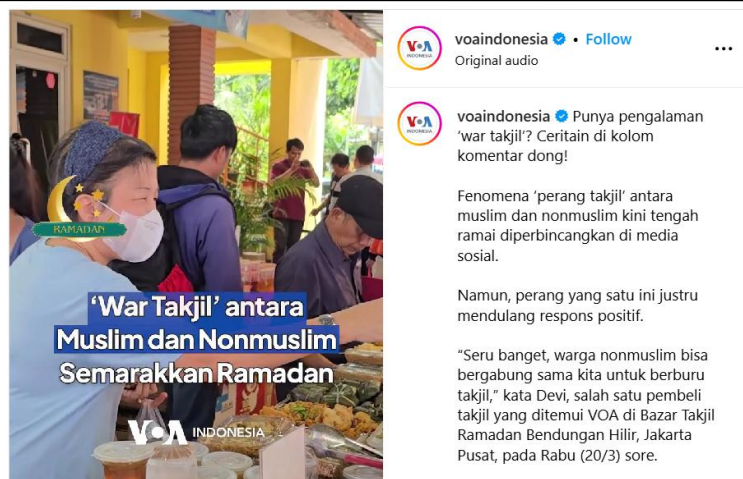 RAMADAN
'War Takjil' antara
Muslim dan Nonmuslim
Semarakkan Ramadan
VOA INDONESIA
VOA
INDONESIA
voaindonesia • Follow
Original audio
VOA
INDONESIA
voaindonesia Punya pengalaman
'war takjil'? Ceritain di kolom
komentar dong!
Fenomena 'perang takjil' antara
muslim dan nonmuslim kini tengah
ramai diperbincangkan di media
sosial.
Namun, perang yang satu ini justru
mendulang respons positif.
"Seru banget, warga nonmuslim bisa
bergabung sama kita untuk berburu
takjil," kata Devi, salah satu pembeli
takjil yang ditemui VOA di Bazar Takjil
Ramadan Bendungan Hilir, Jakarta
Pusat, pada Rabu (20/3) sore.